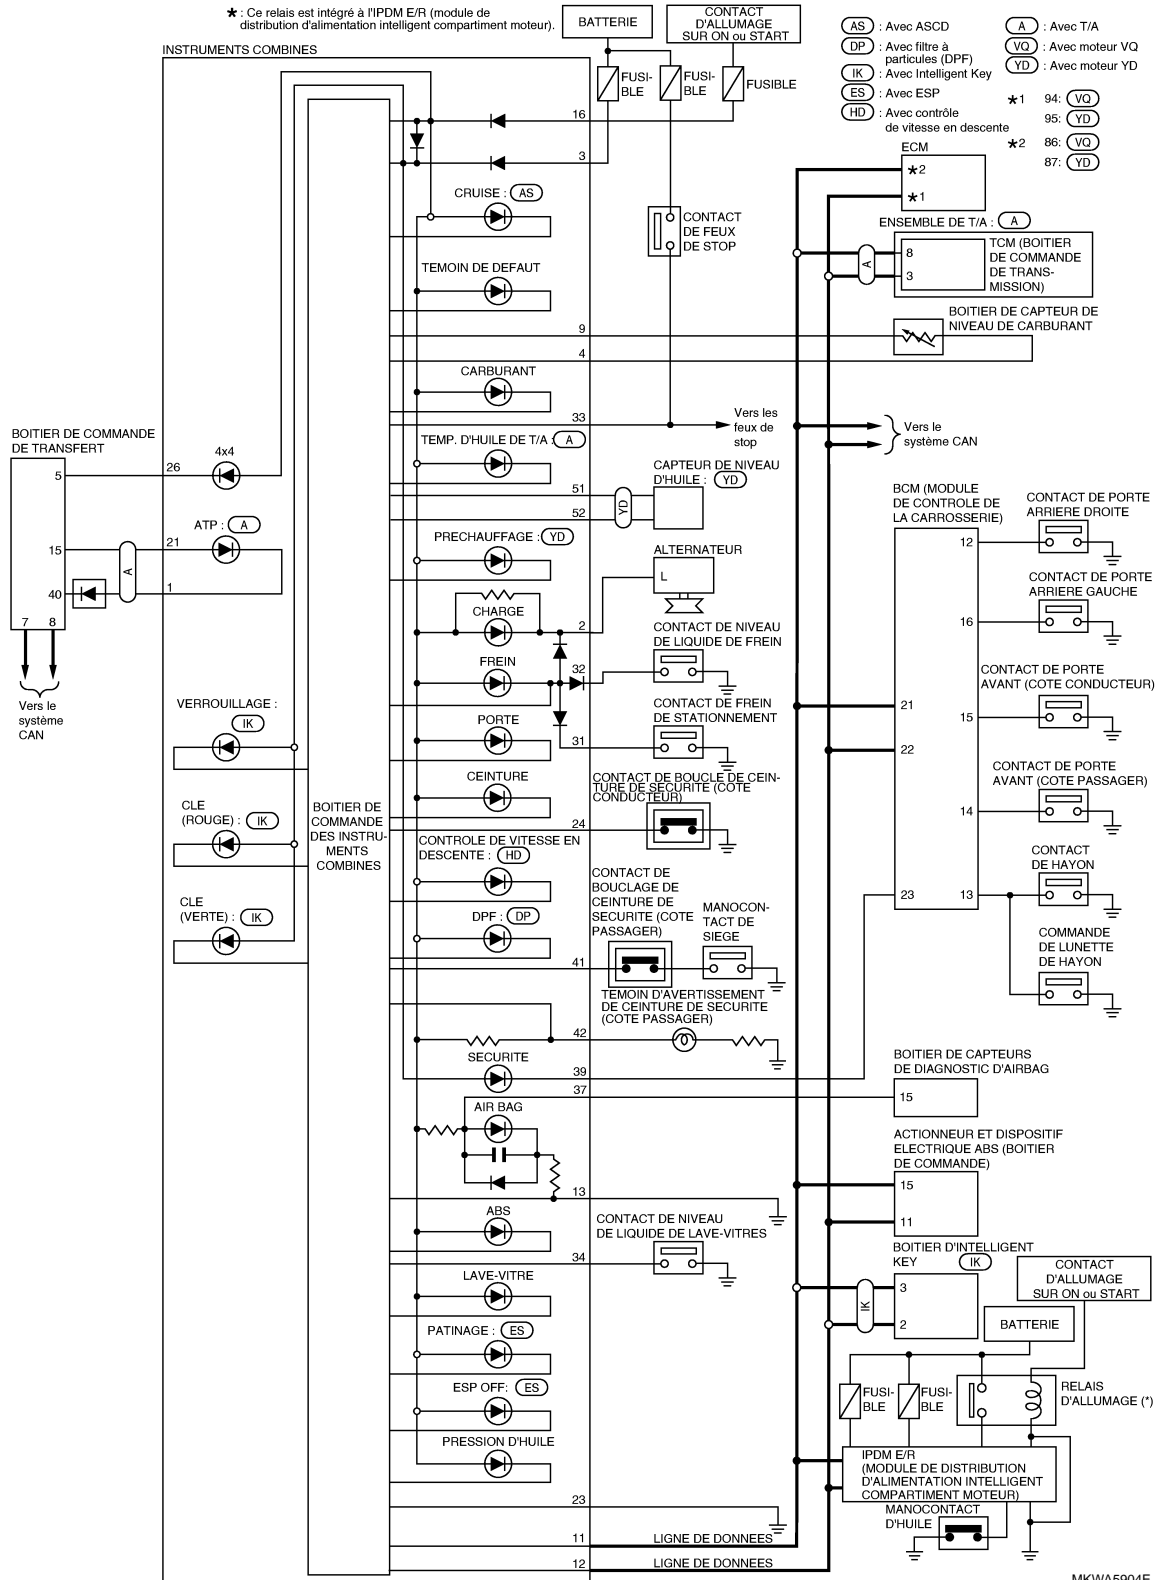 ★ : Ce relais est intégré à l'IPDM E/R (module de
distribution d'alimentation intelligent compartiment moteur).
BATTERIE
CONTACT
D'ALLUMAGE
SUR ON ou START
AS : Avec ASCD
DP : Avec filtre à
particules (DPF)
IK : Avec Intelligent Key
ES : Avec ESP
HD : Avec contrôle
de vitesse en descente
A : Avec T/A
VQ : Avec moteur VQ
YD : Avec moteur YD
★1 94: VQ
95: YD
★2 86: VQ
87: YD
INSTRUMENTS COMBINES
FUSI-
BLE
FUSI-
BLE
FUSIBLE
16
3
CRUISE : AS
TEMOIN DE DEFAUT
CONTACT
DE FEUX
DE STOP
ECM
★2
★1
ENSEMBLE DE T/A : A
A
8
3
TCM (BOITIER
DE COMMANDE
DE TRANS-
MISSION)
9
4
BOITIER DE CAPTEUR DE
NIVEAU DE CARBURANT
CARBURANT
33
Vers les
feux de
stop
Vers le
système CAN
BOITIER DE COMMANDE
DE TRANSFERT
5
26
4x4
15
21
ATP : A
A
40
1
7
8
Vers le
système
CAN
TEMP. D'HUILE DE T/A : A
51
52
YD
CAPTEUR DE NIVEAU
D'HUILE : YD
PRECHAUFFAGE : YD
ALTERNATEUR
L
CHARGE
2
FREIN
32
CONTACT DE NIVEAU
DE LIQUIDE DE FREIN
CONTACT DE FREIN
DE STATIONNEMENT
31
PORTE
CEINTURE
CONTACT DE BOUCLE DE CEIN-
TURE DE SECURITE (COTE
CONDUCTEUR)
24
VERROUILLAGE :
IK
CLE
(ROUGE) : IK
CLE
(VERTE) : IK
BOITIER DE
COMMANDE
DES INSTRU-
MENTS
COMBINES
CONTROLE DE VITESSE EN
DESCENTE : HD
DPF : DP
CONTACT DE
BOUCLAGE DE
CEINTURE DE
SECURITE (COTE
PASSAGER)
MANOCON-
TACT DE
SIEGE
41
TEMOIN D'AVERTISSEMENT
DE CEINTURE DE SECURITE
(COTE PASSAGER)
42
SECURITE
39
37
AIR BAG
13
ABS
34
CONTACT DE NIVEAU
DE LIQUIDE DE LAVE-VITRES
LAVE-VITRE
PATINAGE : ES
ESP OFF: ES
PRESSION D'HUILE
23
11
LIGNE DE DONNEES
12
LIGNE DE DONNEES
BCM (MODULE
DE CONTROLE DE
LA CARROSSERIE)
12
CONTACT DE PORTE
ARRIERE DROITE
16
CONTACT DE PORTE
ARRIERE GAUCHE
21
15
CONTACT DE PORTE
AVANT (COTE CONDUCTEUR)
22
14
CONTACT DE PORTE
AVANT (COTE PASSAGER)
23
13
CONTACT
DE HAYON
COMMANDE
DE LUNETTE
DE HAYON
BOITIER DE CAPTEURS
DE DIAGNOSTIC D'AIRBAG
15
ACTIONNEUR ET DISPOSITIF
ELECTRIQUE ABS (BOITIER
DE COMMANDE)
15
11
BOITIER D'INTELLIGENT
KEY IK
IK
3
2
CONTACT
D'ALLUMAGE
SUR ON ou START
BATTERIE
FUSI-
BLE
FUSI-
BLE
RELAIS
D'ALLUMAGE (*)
IPDM E/R
(MODULE DE DISTRIBUTION
D'ALIMENTATION INTELLIGENT
COMPARTIMENT MOTEUR)
MANOCONTACT
D'HUILE
MKWA5904E